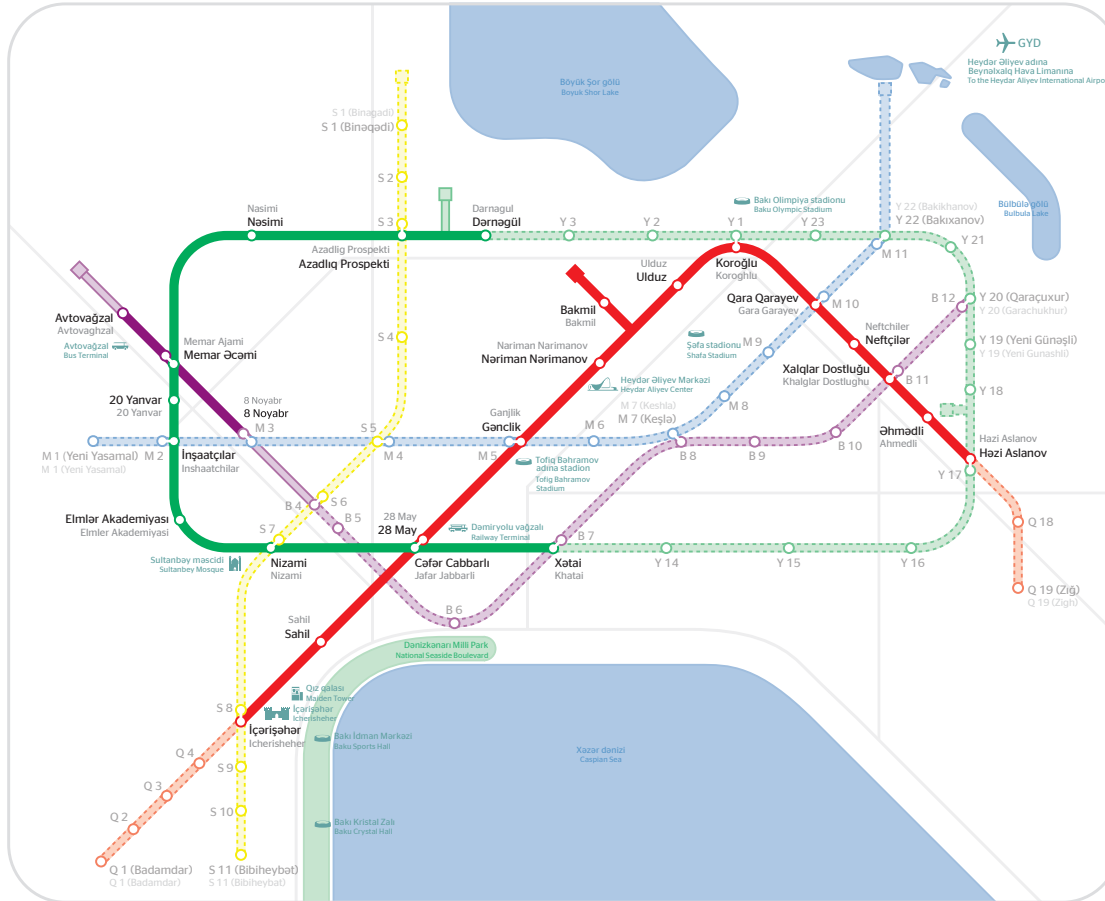 GYD
Heydər Əliyev adına
Beynəlxalq Hava Limanına
To the Heydar Aliyev International Airpo
Böyük Şor gölü
Boyuk Shor Lake
S 1 (Binagadi)
S 1 (Binəqədi)
S 2
S 3
Bülbülə gölü
Bulbula Lake
Nasimi
Nəsimi
Darnagul
Dərnəgül
Azadlig Prospekti
Azadlıq Prospekti
Y 3
Y 2
Y 1
Bakı Olimpiya stadionu
Baku Olympic Stadium
Y 23
Y 22 (Bakikhanov)
Y 22 (Bakıxanov)
Y 21
M 11
Ulduz
Ulduz
Koroğlu
Koroghlu
Bakmil
Bakmil
Qara Qarayev
Gara Garayev
M 10
B 12
Y 20 (Qaraçuxur)
Y 20 (Garachukhur)
Avtovağzal
Avtovaghzal
Avtovağzal
Bus Terminal
Memar Ajami
Memar Əcəmi
S 4
Nariman Narimanov
Nəriman Nərimanov
Şəfa stadionu
Shafa Stadium
M 9
Neftchiler
Neftçilər
Y 19 (Yeni Günəşli)
Y 19 (Yeni Gunashli)
Xalqlar Dostluğu
Khalglar Dostlughu
B 11
Heydər Əliyev Mərkəzi
Heydar Aliyev Center
Y 18
20 Yanvar
20 Yanvar
8 Noyabr
8 Noyabr
M 3
Ganjlik
Gənclik
M 7 (Keshla)
M 7 (Keşlə)
M 8
M 6
S 5
M 4
M 5
B 8
B 9
B 10
Əhmədli
Ahmedli
Hazi Aslanov
Həzi Aslanov
M 1 (Yeni Yasamal)
M 1 (Yeni Yasamal)
M 2
İnşaatçılar
Inshaatchilar
Tofiq Bəhramov
adına stadion
Tofig Bahramov
Stadium
Y 17
B 4
S 6
B 5
S 7
Elmlər Akademiyası
Elmler Akademiyasi
28 May
28 May
Dəmiryolu vağzalı
Railway Terminal
B 7
Q 18
Sultanbəy məscidi
Sultanbey Mosque
Nizami
Nizami
Cəfər Cabbarlı
Jafar Jabbarli
Xətai
Khatai
Y 14
Y 15
Y 16
Q 19 (Zığ)
Q 19 (Zigh)
B 6
Sahil
Sahil
Dənizkənarı Milli Park
National Seaside Boulevard
Qız qalası
Maiden Tower
İçərişəhər
Icherisheher
S 8
İçərişəhər
Icherisheher
Bakı İdman Mərkəzi
Baku Sports Hall
Xəzər dənizi
Caspian Sea
Q 4
S 9
Q 3
S 10
Q 2
Bakı Kristal Zalı
Baku Crystal Hall
Q 1 (Badamdar)
Q 1 (Badamdar)
S 11 (Bibiheybət)
S 11 (Bibiheybat)